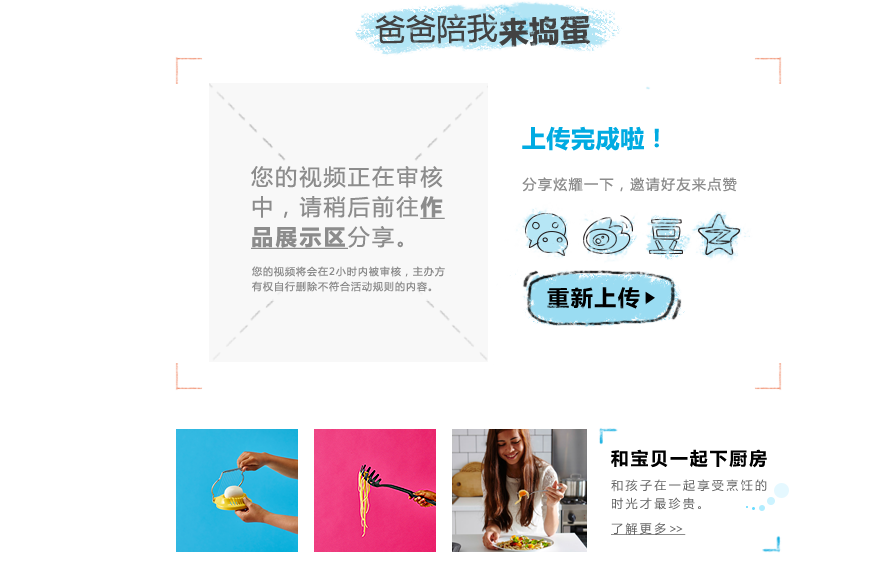 爸爸陪我来捣蛋
您的视频正在审核
中，请稍后前往作
品展示区分享。
您的视频将会在2小时内被审核，主办方
有权自行删除不符合活动规则的内容。
上传完成啦！
分享炫耀一下，邀请好友来点赞
豆
重新上传
和宝贝一起下厨房
和孩子在一起享受烹饪的
时光才最珍贵。
了解更多>>